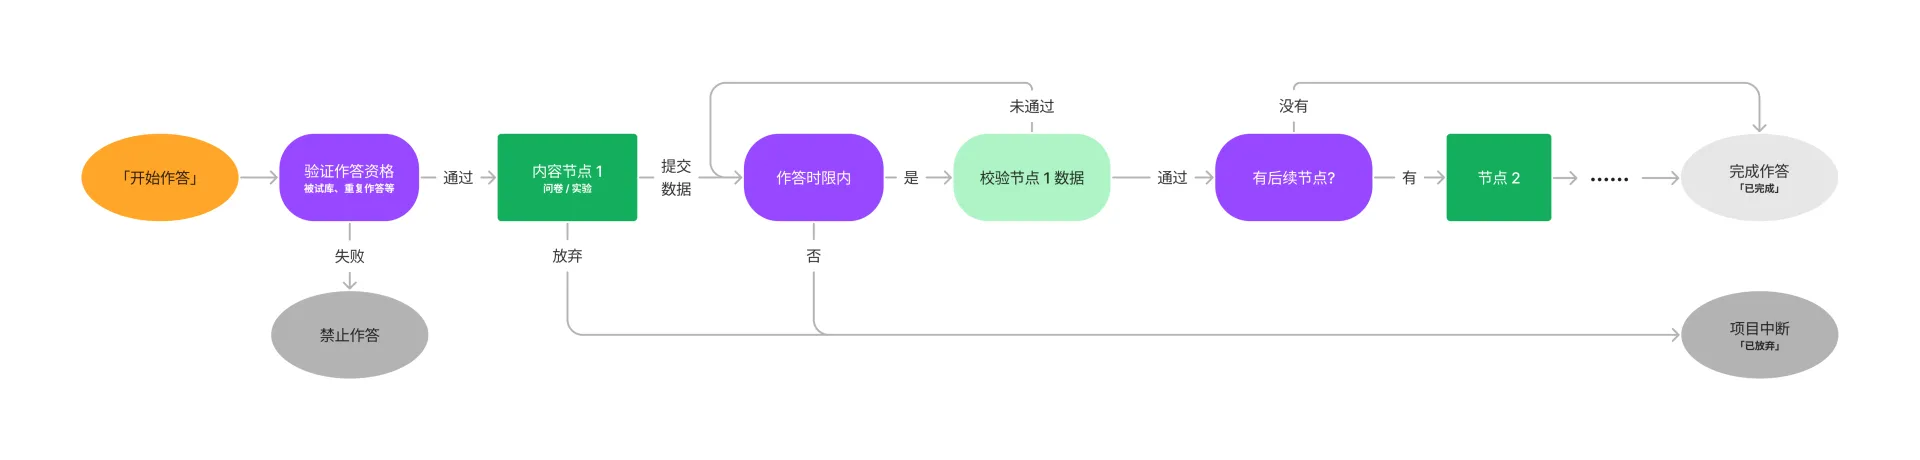 「开始作答」
验证作答资格
被试库、重复作答等
通过
内容节点 1
问卷 / 实验
提交
数据
作答时限内
是
校验节点 1 数据
未通过
通过
有后续节点?
没有
有
节点 2
······
完成作答
「已完成」
失败
放弃
否
禁止作答
项目中断
「已放弃」